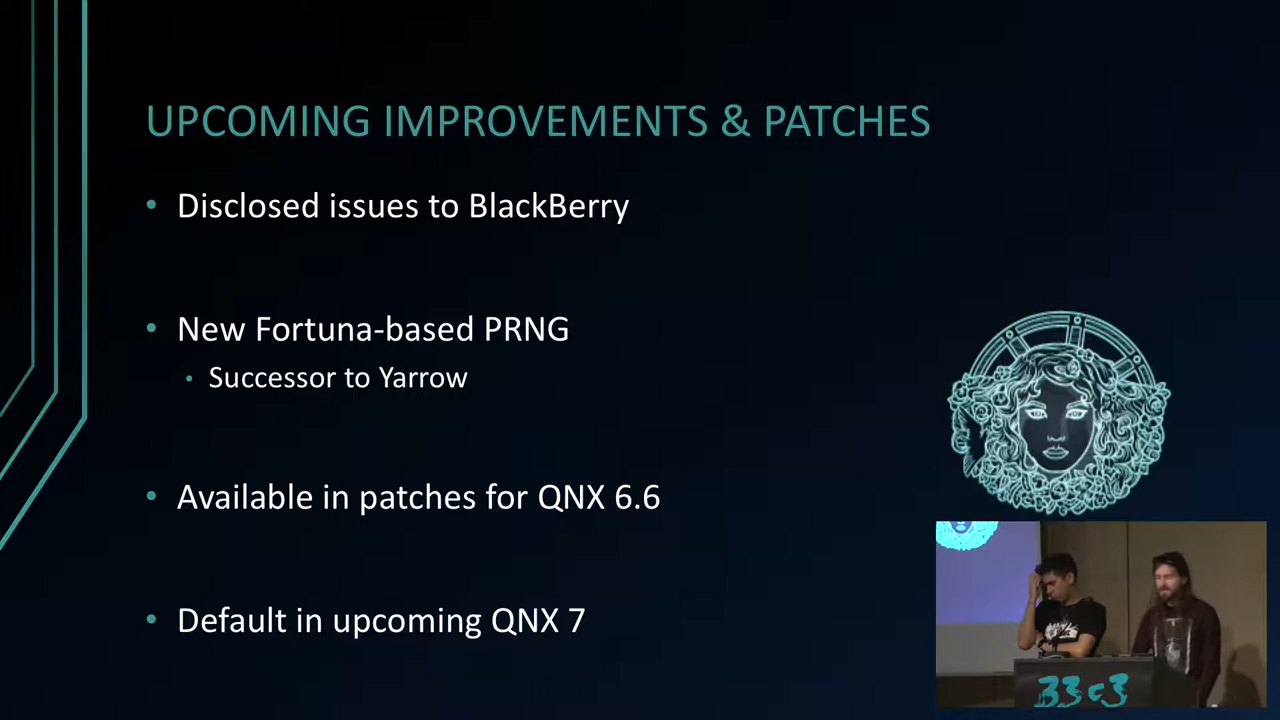 UPCOMING IMPROVEMENTS & PATCHES
• Disclosed issues to BlackBerry
• New Fortuna-based PRNG
• Successor to Yarrow
• Available in patches for QNX 6.6
• Default in upcoming QNX 7
33c3